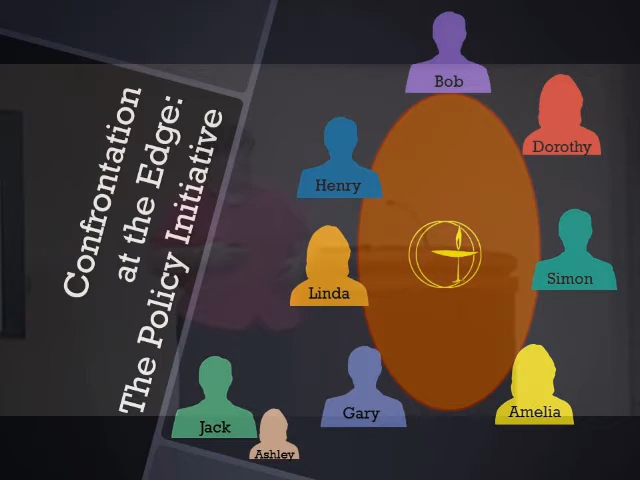 Confrontation
at the Edge:
The Policy Initiative
Bob
Dorothy
Henry
Simon
Linda
Gary
Amelia
Jack
Ashley